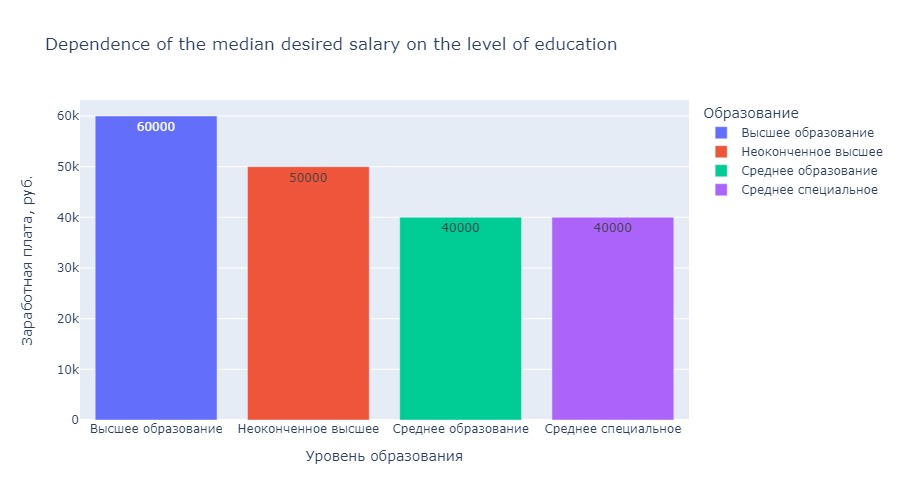 Dependence of the median desired salary on the level of education
Заработная плата, руб.
60k
50k
40k
30k
20k
10k
0
60000
50000
40000
40000
Высшее образование
Неоконченное высшее
Среднее образование
Среднее специальное
Уровень образования
Образование
Высшее образование
Неоконченное высшее
Среднее образование
Среднее специальное